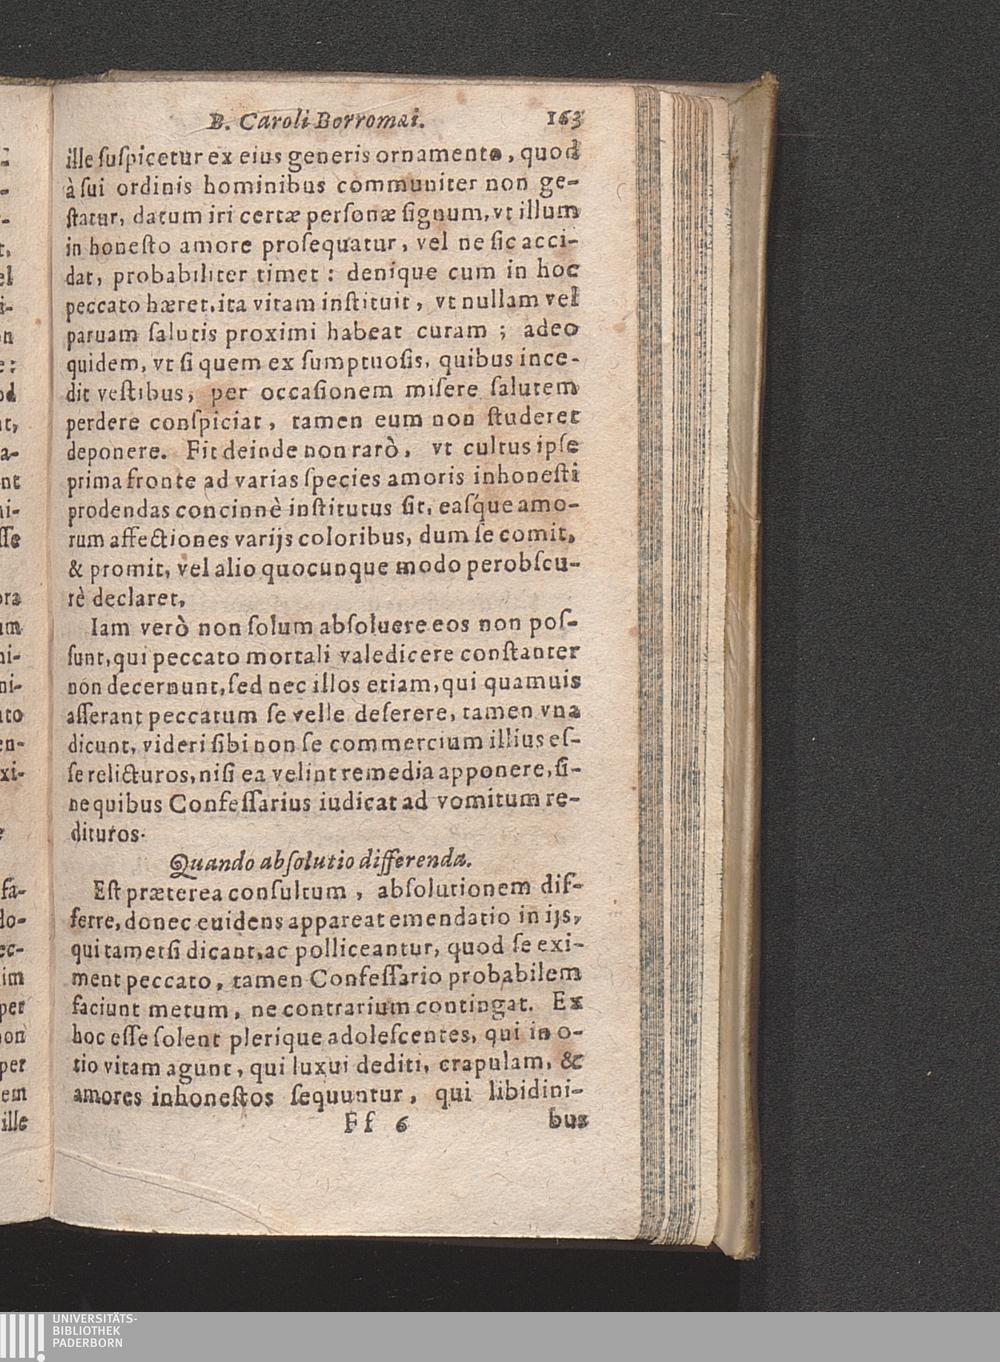 B. Caroli Borromæi. 163
ille ſuſpicetur ex eius generis ornamento, quod
à ſui ordinis hominibus communiter non ge-
ſtatur, datum iri certæ perſonæ ſignum, vt illum
in honeſto amore proſequatur, vel ne ſic acci-
dat, probabiliter timet: denique cum in hoc
peccato hæret, ita vitam inſtituit, vt nullam vel
paruam ſalutis proximi habeat curam; adeo
quidem, vt ſi quem ex ſumptuoſis, quibus ince-
dit veſtibus, per occaſionem miſere ſalutem
perdere conſpiciat, tamen eum non ſtuderet
deponere. Fit deinde non rarò, vt cultus ipſe
prima fronte ad varias ſpecies amoris inhoneſti
prodendas concinnè inſtitutus ſit, eaſq́ue amo-
rum affectiones varijs coloribus, dum ſe comit,
& promit, vel alio quocunque modo perobſcu-
rè declaret,
Iam verò non ſolum abſoluere eos non poſ-
ſunt, qui peccato mortali valedicere conſtanter
non decernunt, ſed nec illos etiam, qui quamuis
aſſerant peccatum ſe velle deſerere, tamen vna
dicunt, videri ſibi non ſe commercium illius eſ-
ſe relicturos, niſi ea velint remedia apponere, ſi-
ne quibus Confeſſarius iudicat ad vomitum re-
dituros.
Quando abſolutio differenda.
Eſt præterea conſultum, abſolutionem diſ-
ferre, donec euidens appareat emendatio in ijs,
qui tametſi dicant, ac polliceantur, quod ſe exi-
ment peccato, tamen Confeſſario probabilem
faciunt metum, ne contrarium contingat. Ex
hoc eſſe ſolent plerique adoleſcentes, qui in o-
tio vitam agunt, qui luxui dediti, crapulam, &
amores inhoneſtos ſequuntur, qui libidini-
Ff 6 bus
UNIVERSITÄTS-
BIBLIOTHEK
PADERBORN